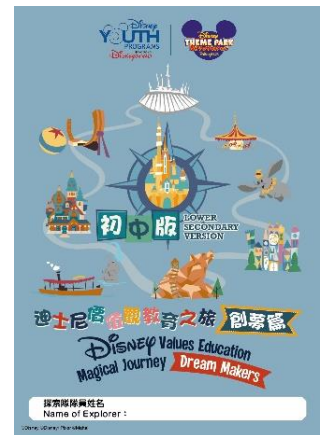 Disney
YOUTH
PROGRAMS
Disneyland
Disney
THEME PARK
初中版
LOWER
SECONDARY
VERSION
迪士尼價值觀教育之旅 創夢篇
Disney Values Education
Magical Journey Dream Makers
探索隊隊員姓名
Name of Explorer：